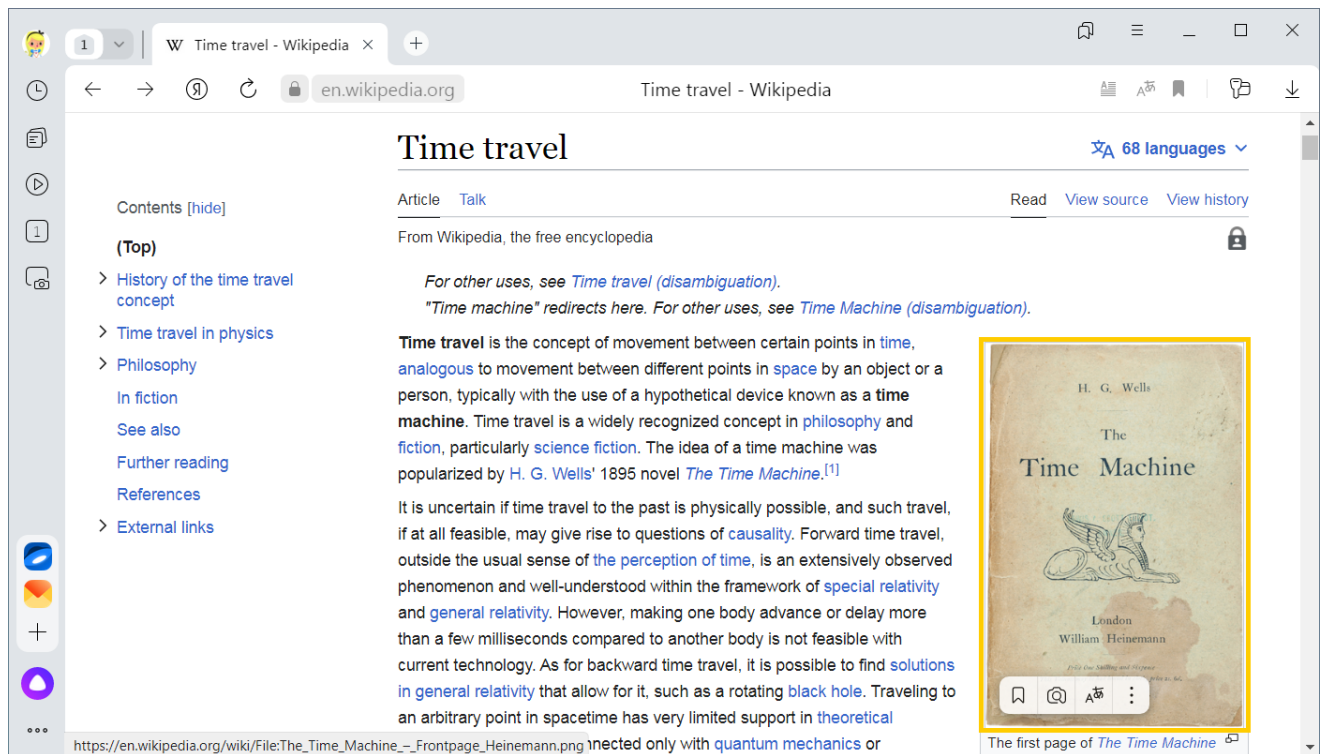 1
W Time travel - Wikipedia
Я
en.wikipedia.org
Time travel - Wikipedia
Time travel
68 languages
Contents [hide]
(Top)
History of the time travel
concept
Time travel in physics
Philosophy
In fiction
See also
Further reading
References
External links
1
Article Talk
Read View source View history
From Wikipedia, the free encyclopedia
For other uses, see Time travel (disambiguation).
"Time machine" redirects here. For other uses, see Time Machine (disambiguation).
Time travel is the concept of movement between certain points in time,
analogous to movement between different points in space by an object or a
person, typically with the use of a hypothetical device known as a time
machine. Time travel is a widely recognized concept in philosophy and
fiction, particularly science fiction. The idea of a time machine was
popularized by H. G. Wells' 1895 novel The Time Machine.[1]
It is uncertain if time travel to the past is physically possible, and such travel,
if at all feasible, may give rise to questions of causality. Forward time travel,
outside the usual sense of the perception of time, is an extensively observed
phenomenon and well-understood within the framework of special relativity
and general relativity. However, making one body advance or delay more
than a few milliseconds compared to another body is not feasible with
current technology. As for backward time travel, it is possible to find solutions
in general relativity that allow for it, such as a rotating black hole. Traveling to
an arbitrary point in spacetime has very limited support in theoretical
nnected only with quantum mechanics or
H. G. Wells
The
Time Machine
London
William Heinemann
Price One Shilling and Sixpence
The first page of The Time Machine
https://en.wikipedia.org/wiki/File:The_Time_Machine_–_Frontpage_Heinemann.png